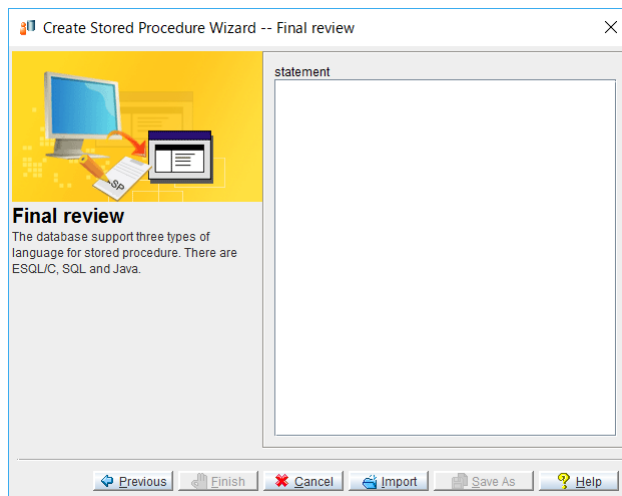 Create Stored Procedure Wizard -- Final review
statement
SP
Final review
The database support three types of
language for stored procedure. There are
ESQL/C, SQL and Java.
Previous
Finish
Cancel
Import
Save As
Help